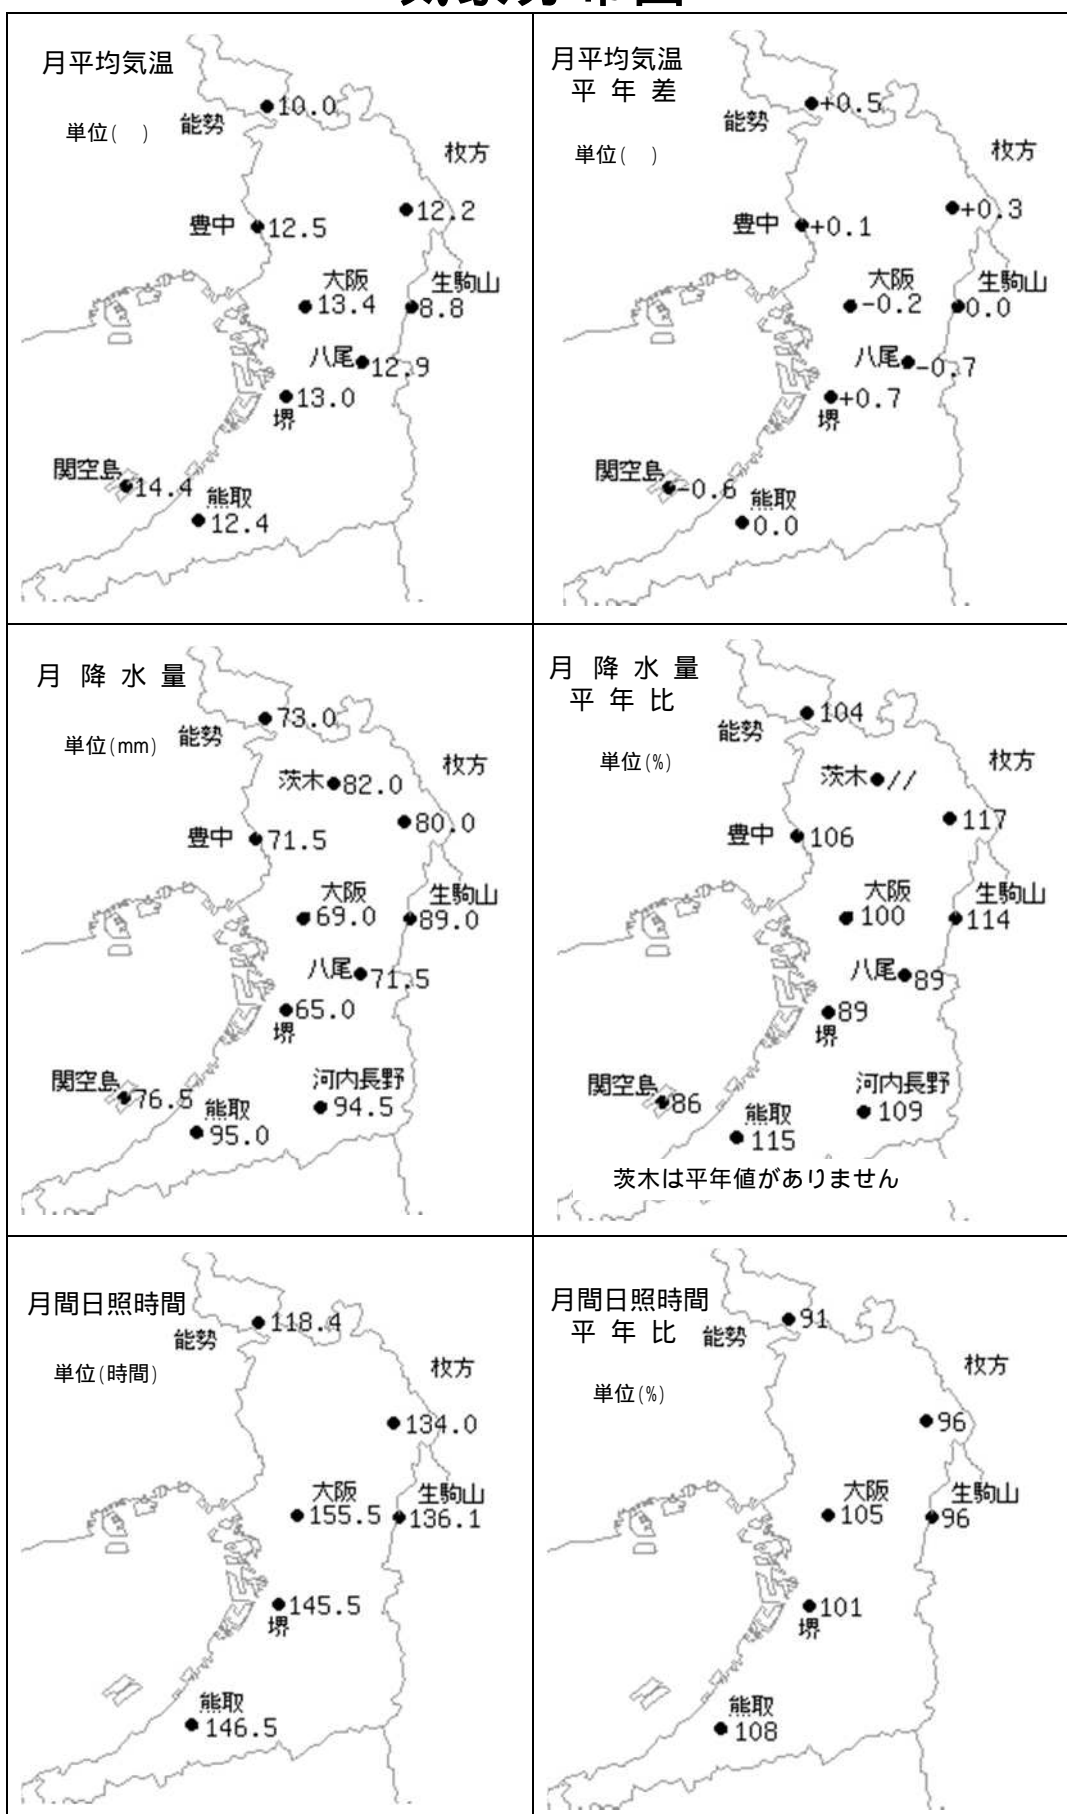 月平均気温
単位( )
能勢
10.0
枚方
12.2
豊中
12.5
大阪
13.4
生駒山
8.8
八尾
12.9
13.0
堺
関空島
14.4
熊取
12.4
月平均気温
平 年 差
単位( )
能勢
+0.5
枚方
+0.3
豊中
+0.1
大阪
-0.2
生駒山
0.0
八尾
-0.7
+0.7
堺
関空島
-0.6
熊取
0.0
月 降 水 量
単位(mm)
能勢
73.0
枚方
茨木
82.0
80.0
豊中
71.5
大阪
69.0
生駒山
89.0
八尾
71.5
65.0
堺
関空島
76.5
熊取
95.0
河内長野
94.5
月 降 水 量
平 年 比
単位(%)
能勢
104
枚方
茨木
//
117
豊中
106
大阪
100
生駒山
114
八尾
89
89
堺
関空島
86
熊取
115
河内長野
109
茨木は平年値がありません
月間日照時間
単位(時間)
能勢
118.4
枚方
134.0
大阪
155.5
生駒山
136.1
145.5
堺
熊取
146.5
月間日照時間
平 年 比
単位(%)
能勢
91
枚方
96
大阪
105
生駒山
96
101
堺
熊取
108